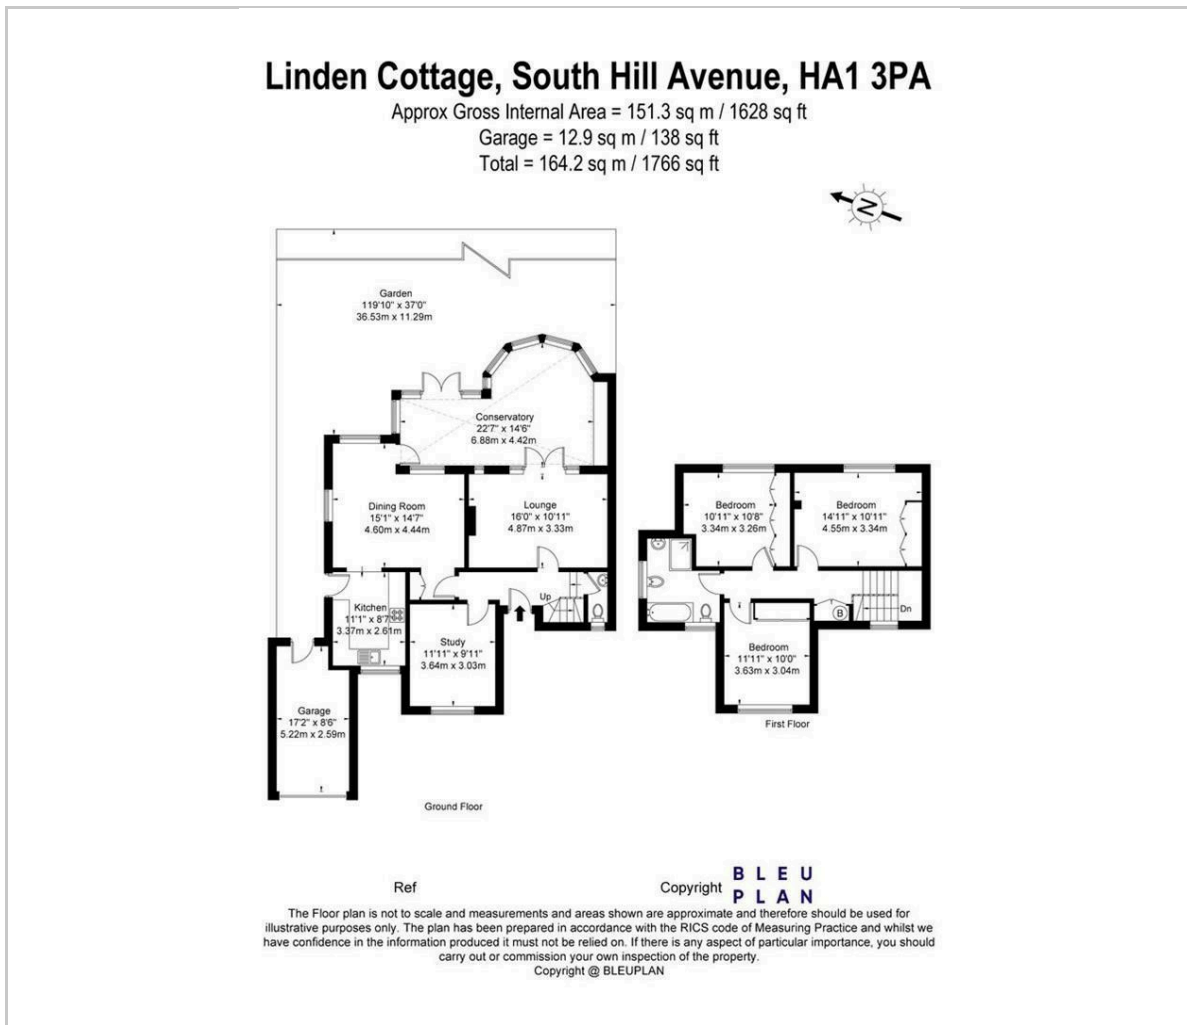 Linden Cottage, South Hill Avenue, HA1 3PA
Approx Gross Internal Area = 151.3 sq m / 1628 sq ft
Garage = 12.9 sq m / 138 sq ft
Total = 164.2 sq m / 1766 sq ft
N
Garden
119'10" x 37'0"
36.53m x 11.29m
Conservatory
22'7" x 14'6"
6.88m x 4.42m
Dining Room
15'1" x 14'7"
4.60m x 4.44m
Lounge
16'0" x 10'11"
4.87m x 3.33m
Kitchen
11'1" x 8'7"
3.37m x 2.61m
Up
Study
11'11" x 9'11"
3.64m x 3.03m
Garage
17'2" x 8'6"
5.22m x 2.59m
Ground Floor
Bedroom
10'11" x 10'8"
3.34m x 3.26m
Bedroom
14'11" x 10'11"
4.55m x 3.34m
B
Dn
Bedroom
11'11" x 10'0"
3.63m x 3.04m
First Floor
Ref
Copyright
BLEU
PLAN
The Floor plan is not to scale and measurements and areas shown are approximate and therefore should be used for
illustrative purposes only. The plan has been prepared in accordance with the RICS code of Measuring Practice and whilst we
have confidence in the information produced it must not be relied on. If there is any aspect of particular importance, you should
carry out or commission your own inspection of the property.
Copyright @ BLEUPLAN